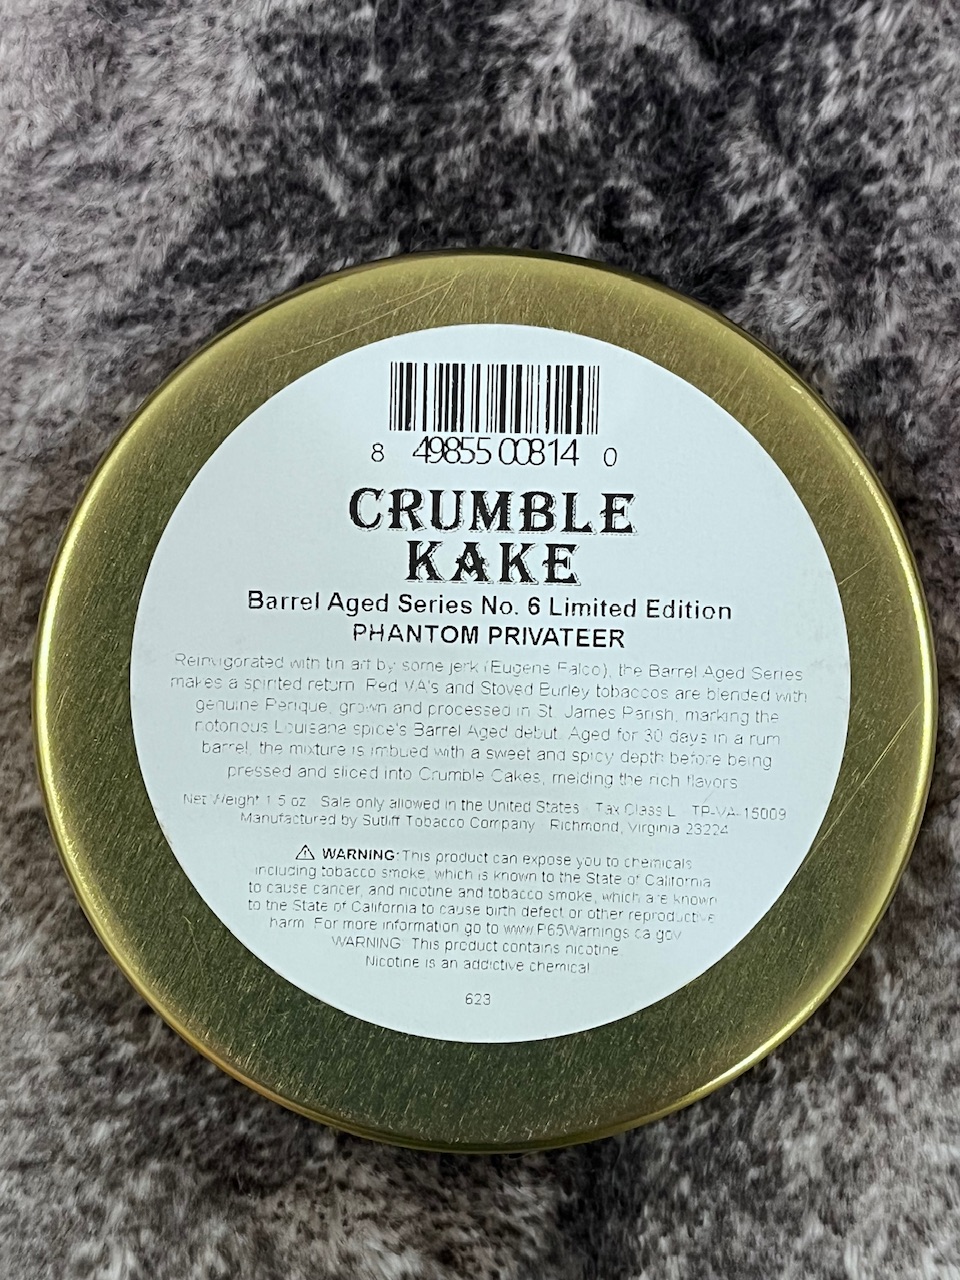 8 49855 00814 0
CRUMBLE
KAKE
Barrel Aged Series No. 6 Limited Edition
PHANTOM PRIVATEER
Reinvigorated with tin art by some jerk (Eugene Falco), the Barrel Aged Series
makes a spirited return. Red VA's and Stoved Burley tobaccos are blended with
genuine Perique, grown and processed in St. James Parish, marking the
notorious Louisana spice's Barrel Aged debut. Aged for 30 days in a rum
barrel, the mixture is imbued with a sweet and spicy depth before being
pressed and sliced into Crumble Cakes, melding the rich flavors.
Net Weight 1.5 oz · Sale only allowed in the United States · Tax Class L · TP-VA-15009
Manufactured by Sutliff Tobacco Company · Richmond, Virginia 23224
⚠ WARNING: This product can expose you to chemicals
including tobacco smoke, which is known to the State of California
to cause cancer, and nicotine and tobacco smoke, which are known
to the State of California to cause birth defect or other reproductive
harm. For more information go to www.P65Warnings.ca.gov
WARNING: This product contains nicotine.
Nicotine is an addictive chemical
623